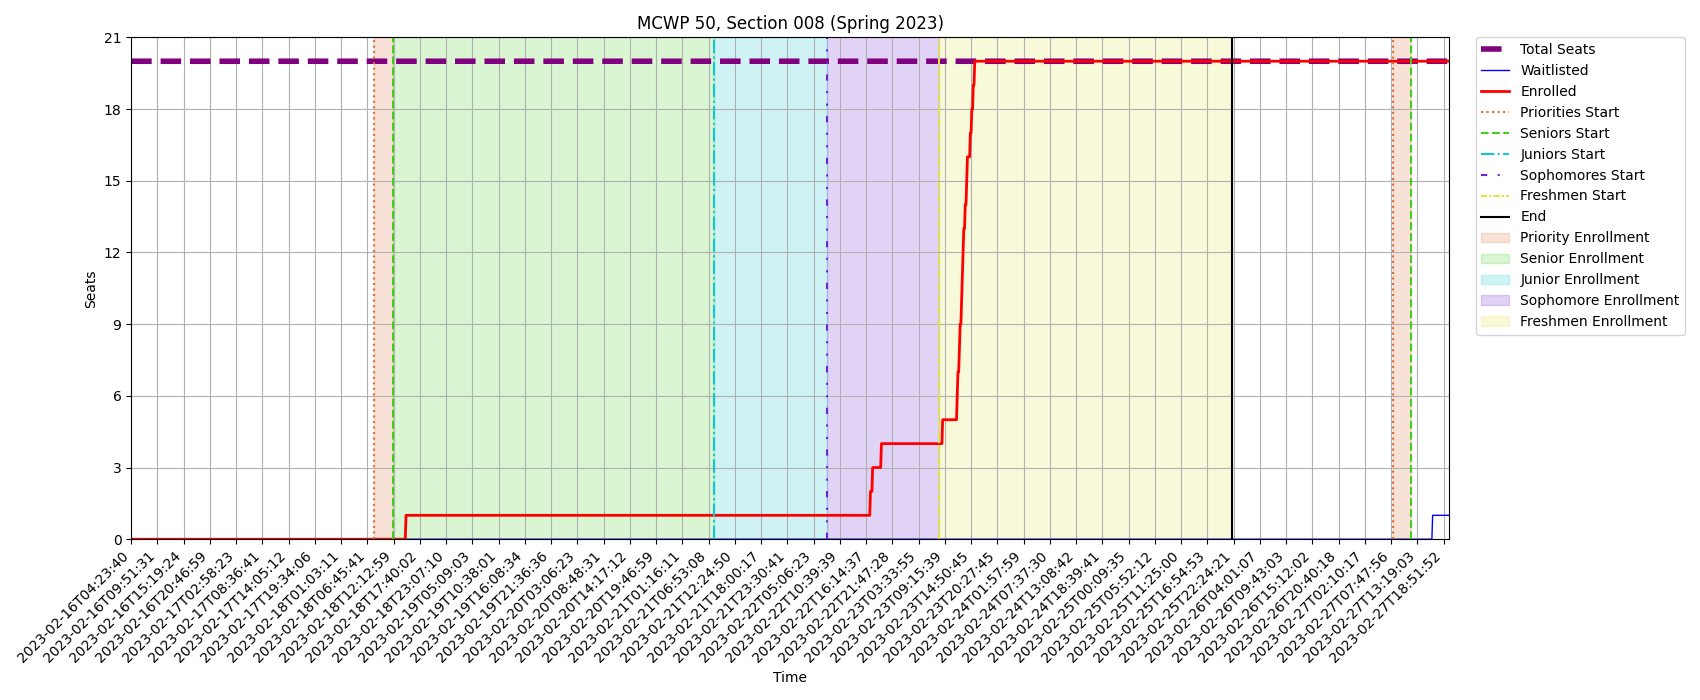 MCWP 50, Section 008 (Spring 2023)
Seats
21
18
15
12
9
6
3
0
2023-02-16T04:23:40
2023-02-16T09:51:31
2023-02-16T15:19:24
2023-02-16T20:46:59
2023-02-17T02:58:23
2023-02-17T08:36:41
2023-02-17T14:05:12
2023-02-17T19:34:06
2023-02-18T01:03:11
2023-02-18T06:45:41
2023-02-18T12:12:59
2023-02-18T17:40:02
2023-02-18T23:07:10
2023-02-19T05:09:03
2023-02-19T10:38:01
2023-02-19T16:08:34
2023-02-19T21:36:36
2023-02-20T03:06:23
2023-02-20T08:48:31
2023-02-20T14:17:12
2023-02-20T19:46:59
2023-02-21T01:16:11
2023-02-21T06:53:08
2023-02-21T12:24:50
2023-02-21T18:00:17
2023-02-21T23:30:41
2023-02-22T05:06:23
2023-02-22T10:39:39
2023-02-22T16:14:37
2023-02-22T21:47:28
2023-02-23T03:33:55
2023-02-23T09:15:39
2023-02-23T14:50:45
2023-02-23T20:27:45
2023-02-24T01:57:59
2023-02-24T07:37:30
2023-02-24T13:08:42
2023-02-24T18:39:41
2023-02-25T00:09:35
2023-02-25T05:52:12
2023-02-25T11:25:00
2023-02-25T16:54:53
2023-02-25T22:24:21
2023-02-26T04:01:07
2023-02-26T09:43:03
2023-02-26T15:12:02
2023-02-26T20:40:18
2023-02-27T02:10:17
2023-02-27T07:47:56
2023-02-27T13:19:03
2023-02-27T18:51:52
Time
Total Seats
Waitlisted
Enrolled
Priorities Start
Seniors Start
Juniors Start
Sophomores Start
Freshmen Start
End
Priority Enrollment
Senior Enrollment
Junior Enrollment
Sophomore Enrollment
Freshmen Enrollment